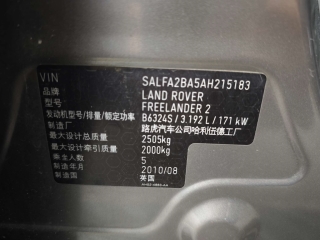 VIN SALFA2BA5AH215183
品牌 LAND ROVER
型号 FREELANDER 2
发动机型号/排量/额定功率 B6324S / 3.192 L / 171 kW
制造厂 路虎汽车公司哈利伍德工厂
最大设计总质量 2505kg
最大设计牵引质量 2000kg
乘坐人数 5
制造年月 2010/08
制造国 英国